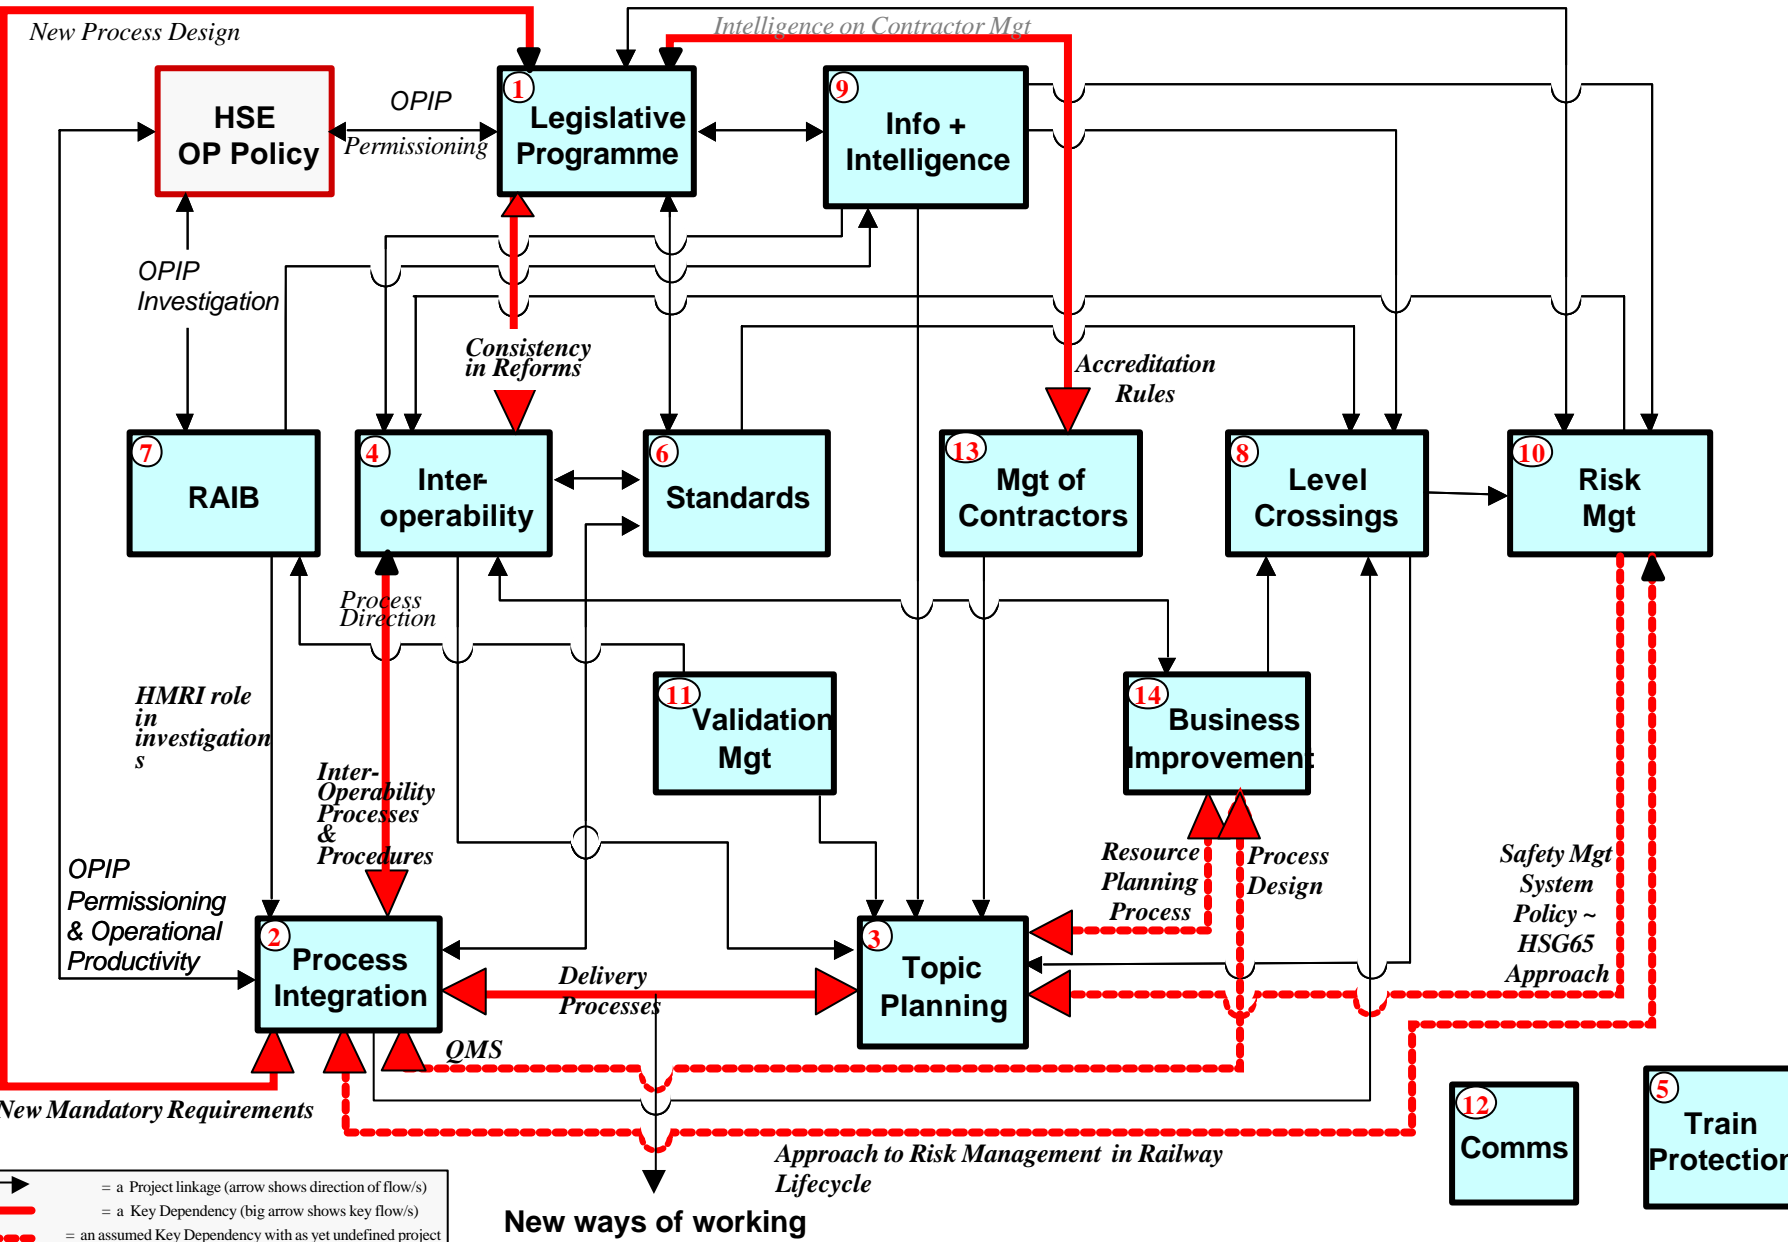 New Process Design
Intelligence on Contractor Mgt
HSE
OP Policy
OPIP
Permissioning
1
Legislative
Programme
9
Info +
Intelligence
OPIP
Investigation
Consistency
in Reforms
Accreditation
Rules
7
RAIB
4
Inter-
operability
6
Standards
13
Mgt of
Contractors
8
Level
Crossings
10
Risk
Mgt
Process
Direction
HMRI role
in
investigation
s
11
Validation
Mgt
14
Business
Improvement
Inter-
Operability
Processes
&
Procedures
Resource
Planning
Process
Process
Design
Safety Mgt
System
Policy ~
HSG65
Approach
OPIP
Permissioning
& Operational
Productivity
2
Process
Integration
Delivery
Processes
3
Topic
Planning
QMS
New Mandatory Requirements
12
Comms
5
Train
Protection
Approach to Risk Management in Railway
Lifecycle
= a Project linkage (arrow shows direction of flow/s)
= a Key Dependency (big arrow shows key flow/s)
= an assumed Key Dependency with as yet undefined project
New ways of working